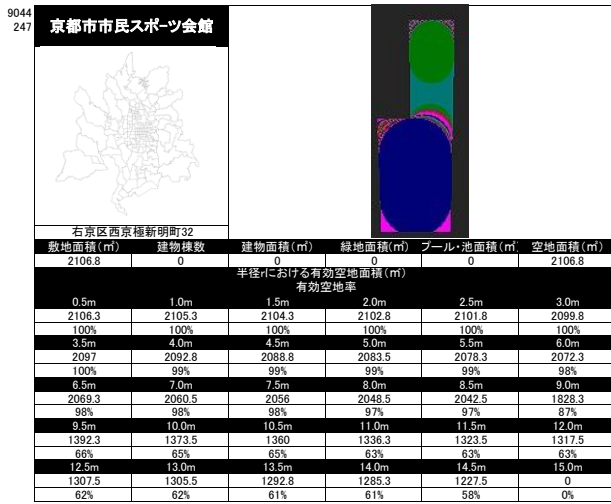 9044
247
京都市市民スポーツ会館
右京区西京極新明町32
敷地面積(㎡) 建物棟数 建物面積(㎡) 緑地面積(㎡) プール・池面積(㎡) 空地面積(㎡)
2106.8 0 0 0 0 2106.8
半径rにおける有効空地面積(㎡)
有効空地率
0.5m 1.0m 1.5m 2.0m 2.5m 3.0m
2106.3 2105.3 2104.3 2102.8 2101.8 2099.8
100% 100% 100% 100% 100% 100%
3.5m 4.0m 4.5m 5.0m 5.5m 6.0m
2097 2092.8 2088.8 2083.5 2078.3 2072.3
100% 99% 99% 99% 99% 98%
6.5m 7.0m 7.5m 8.0m 8.5m 9.0m
2069.3 2060.5 2056 2048.5 2042.5 1828.3
98% 98% 98% 97% 97% 87%
9.5m 10.0m 10.5m 11.0m 11.5m 12.0m
1392.3 1373.5 1360 1336.3 1323.5 1317.5
66% 65% 65% 63% 63% 63%
12.5m 13.0m 13.5m 14.0m 14.5m 15.0m
1307.5 1305.5 1292.8 1285.3 1227.5 0
62% 62% 61% 61% 58% 0%